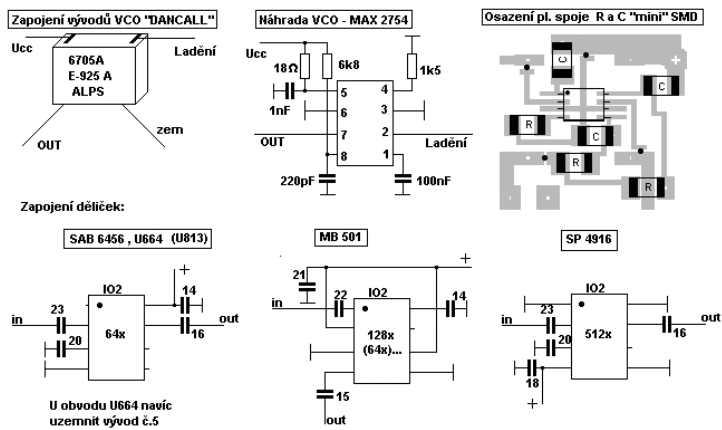 Zapojení vývodů VCO "DANCALL"
Náhrada VCO - MAX 2754
Osazení pl. spoje R a C "mini" SMD
Ucc
Ladění
6705A
E-925 A
ALPS
OUT
zem
Ucc
18Ω
6k8
1k5
1nF
5
4
6
3
7
2
8
1
OUT
Ladění
220pF
100nF
C
C
R
C
R
R
Zapojení děliček:
SAB 6456 , U664 (U813)
MB 501
SP 4916
+
IO2
14
23
in
64x
out
16
20
U obvodu U664 navíc
uzemnit vývod č.5
+
21
22
IO2
14
in
128x
(64x)...
15
out
IO2
23
in
512x
out
16
20
18
+